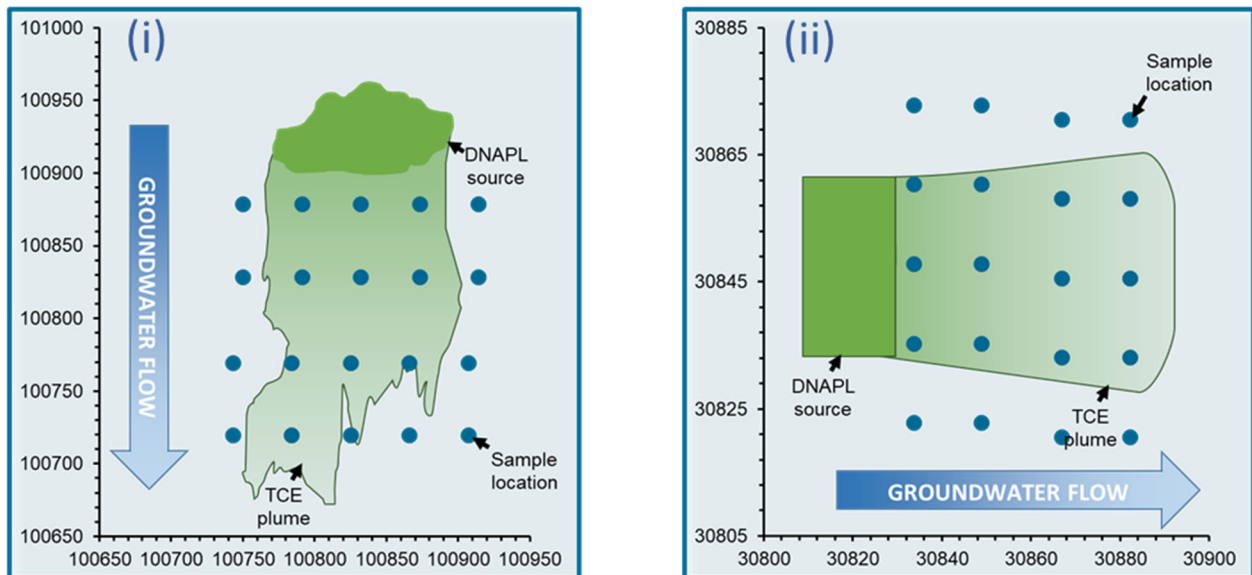 (i)
101000
100950
100900
100850
100800
100750
100700
100650
100650 100700 100750 100800 100850 100900 100950
GROUNDWATER FLOW
DNAPL
source
Sample
location
TCE
plume
(ii)
30885
30865
30845
30825
30805
30800 30820 30840 30860 30880 30900
Sample
location
DNAPL
source
TCE
plume
GROUNDWATER FLOW